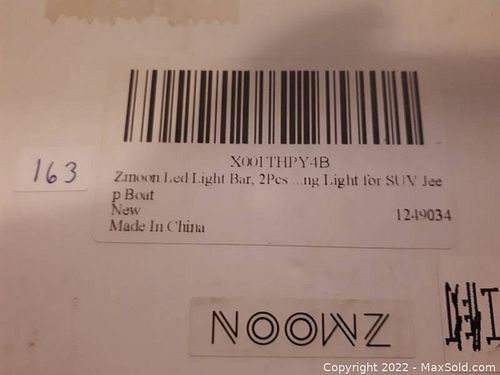 X001THPY4B
163
Zmoon Led Light Bar, 2Pcs ...ng Light for SUV Jee
p Boat
New
1249034
Made In China
ZMOON
Copyright © 2022 - MaxSold.com